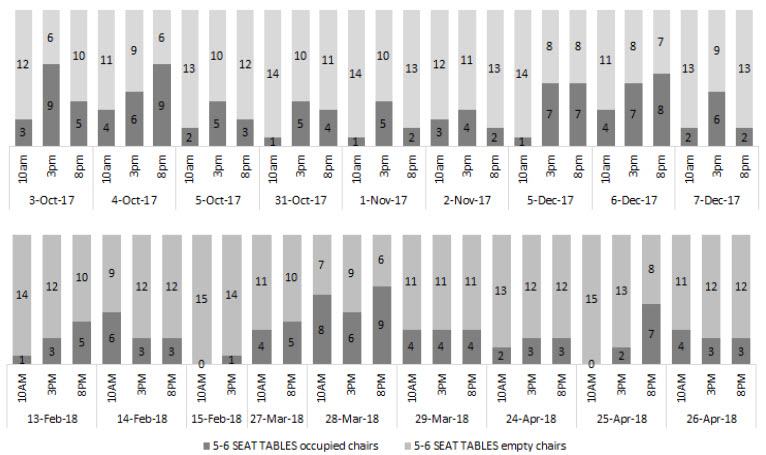 12 6 10 11 9 6 13 10 12 14 10 11 14 10 13 12 11 13 14 8 8 11 8 7 13 9 13
3 9 5 4 6 9 2 5 3 1 5 4 1 5 2 3 4 2 1 7 7 4 7 8 2 6 2
10am 3pm 8pm 10am 3pm 8pm 10am 3pm 8pm 10am 3pm 8pm 10am 3pm 8pm 10am 3pm 8pm 10am 3pm 8pm 10am 3pm 8pm 10am 3pm 8pm
3-Oct-17 4-Oct-17 5-Oct-17 31-Oct-17 1-Nov-17 2-Nov-17 5-Dec-17 6-Dec-17 7-Dec-17
14 12 10 9 12 12 15 14 11 10 7 9 6 11 11 11 13 12 12 15 13 8 11 12 12
1 3 5 6 3 3 0 1 4 5 8 6 9 4 4 4 2 3 3 0 2 7 4 3 3
10AM 3PM 8PM 10AM 3PM 8PM 10AM 3PM 10AM 8PM 10AM 3PM 8PM 10AM 3PM 8PM 10AM 3PM 8PM 10AM 3PM 8PM 10AM 3PM 8PM
13-Feb-18 14-Feb-18 15-Feb-18 27-Mar-18 28-Mar-18 29-Mar-18 24-Apr-18 25-Apr-18 26-Apr-18
5-6 SEAT TABLES occupied chairs 5-6 SEAT TABLES empty chairs